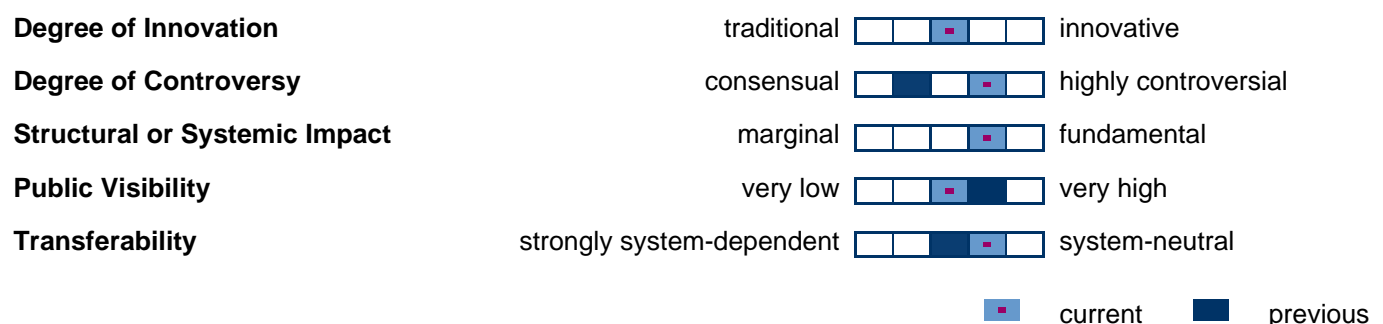 Degree of Innovation traditional innovative
Degree of Controversy consensual highly controversial
Structural or Systemic Impact marginal fundamental
Public Visibility very low very high
Transferability strongly system-dependent system-neutral
current previous